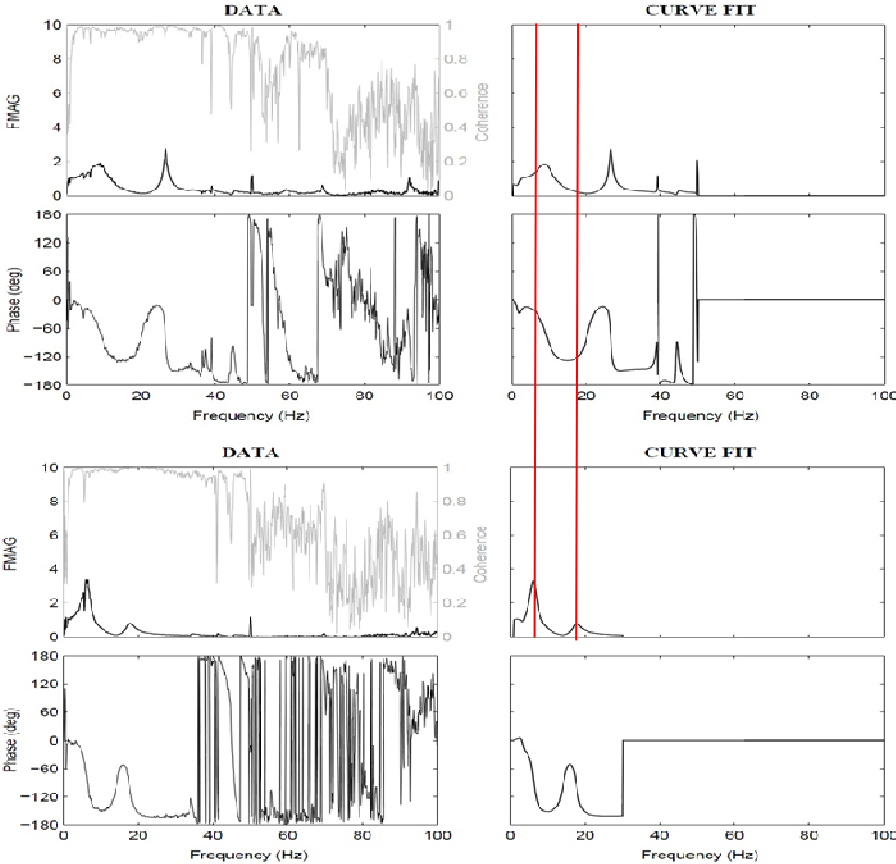 DATA CURVE FIT
10 1
8 0.8
6 0.6
4 0.4
2 0.2
0 0
FMAG Coherence
180
120
60
0
−60
−120
−180
Phase (deg)
0 20 40 60 80 100 0 20 40 60 80 100
Frequency (Hz) Frequency (Hz)
DATA CURVE FIT
10 1
8 0.8
6 0.6
4 0.4
2 0.2
0 0
FMAG Coherence
180
120
60
0
−60
−120
−180
Phase (deg)
0 20 40 60 80 100 0 20 40 60 80 100
Frequency (Hz) Frequency (Hz)